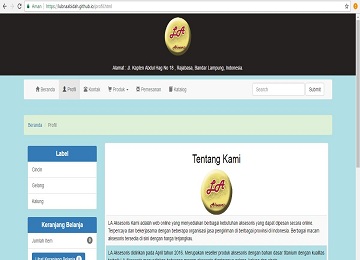 Aman | https://lubnaalsidah.github.io/profil.html
LA
Aksesoris
Alamat : Jl. Kapten Abdul Haq No 16 , Rajabasa, Bandar Lampung, Indonesia.
Beranda Profil Kontak Produk Pemesanan Katalog Search Submit
Beranda / Profil
Label
Cincin
Gelang
Kalung
Keranjang Belanja
Jumlah Item 0
Lihat Keranjang Belanja
Tentang Kami
LA
Aksesoris
LA Aksesoris Kami adalah web online yang menyediakan berbagai kebutuhan aksesoris yang dapat dipesan secara online.
Terpercaya dan bekerjasama dengan beberapa organisasi jasa pengiriman di berbagai provinsi di Indonesia. Berbagai macam
aksesoris tersedia di sini dengan harga terjangkau.
LA Aksesoris diciptakan pada April tahun 2016. Merupakan reseller produk aksesoris dengan bahan dasar titanium dengan kualitas